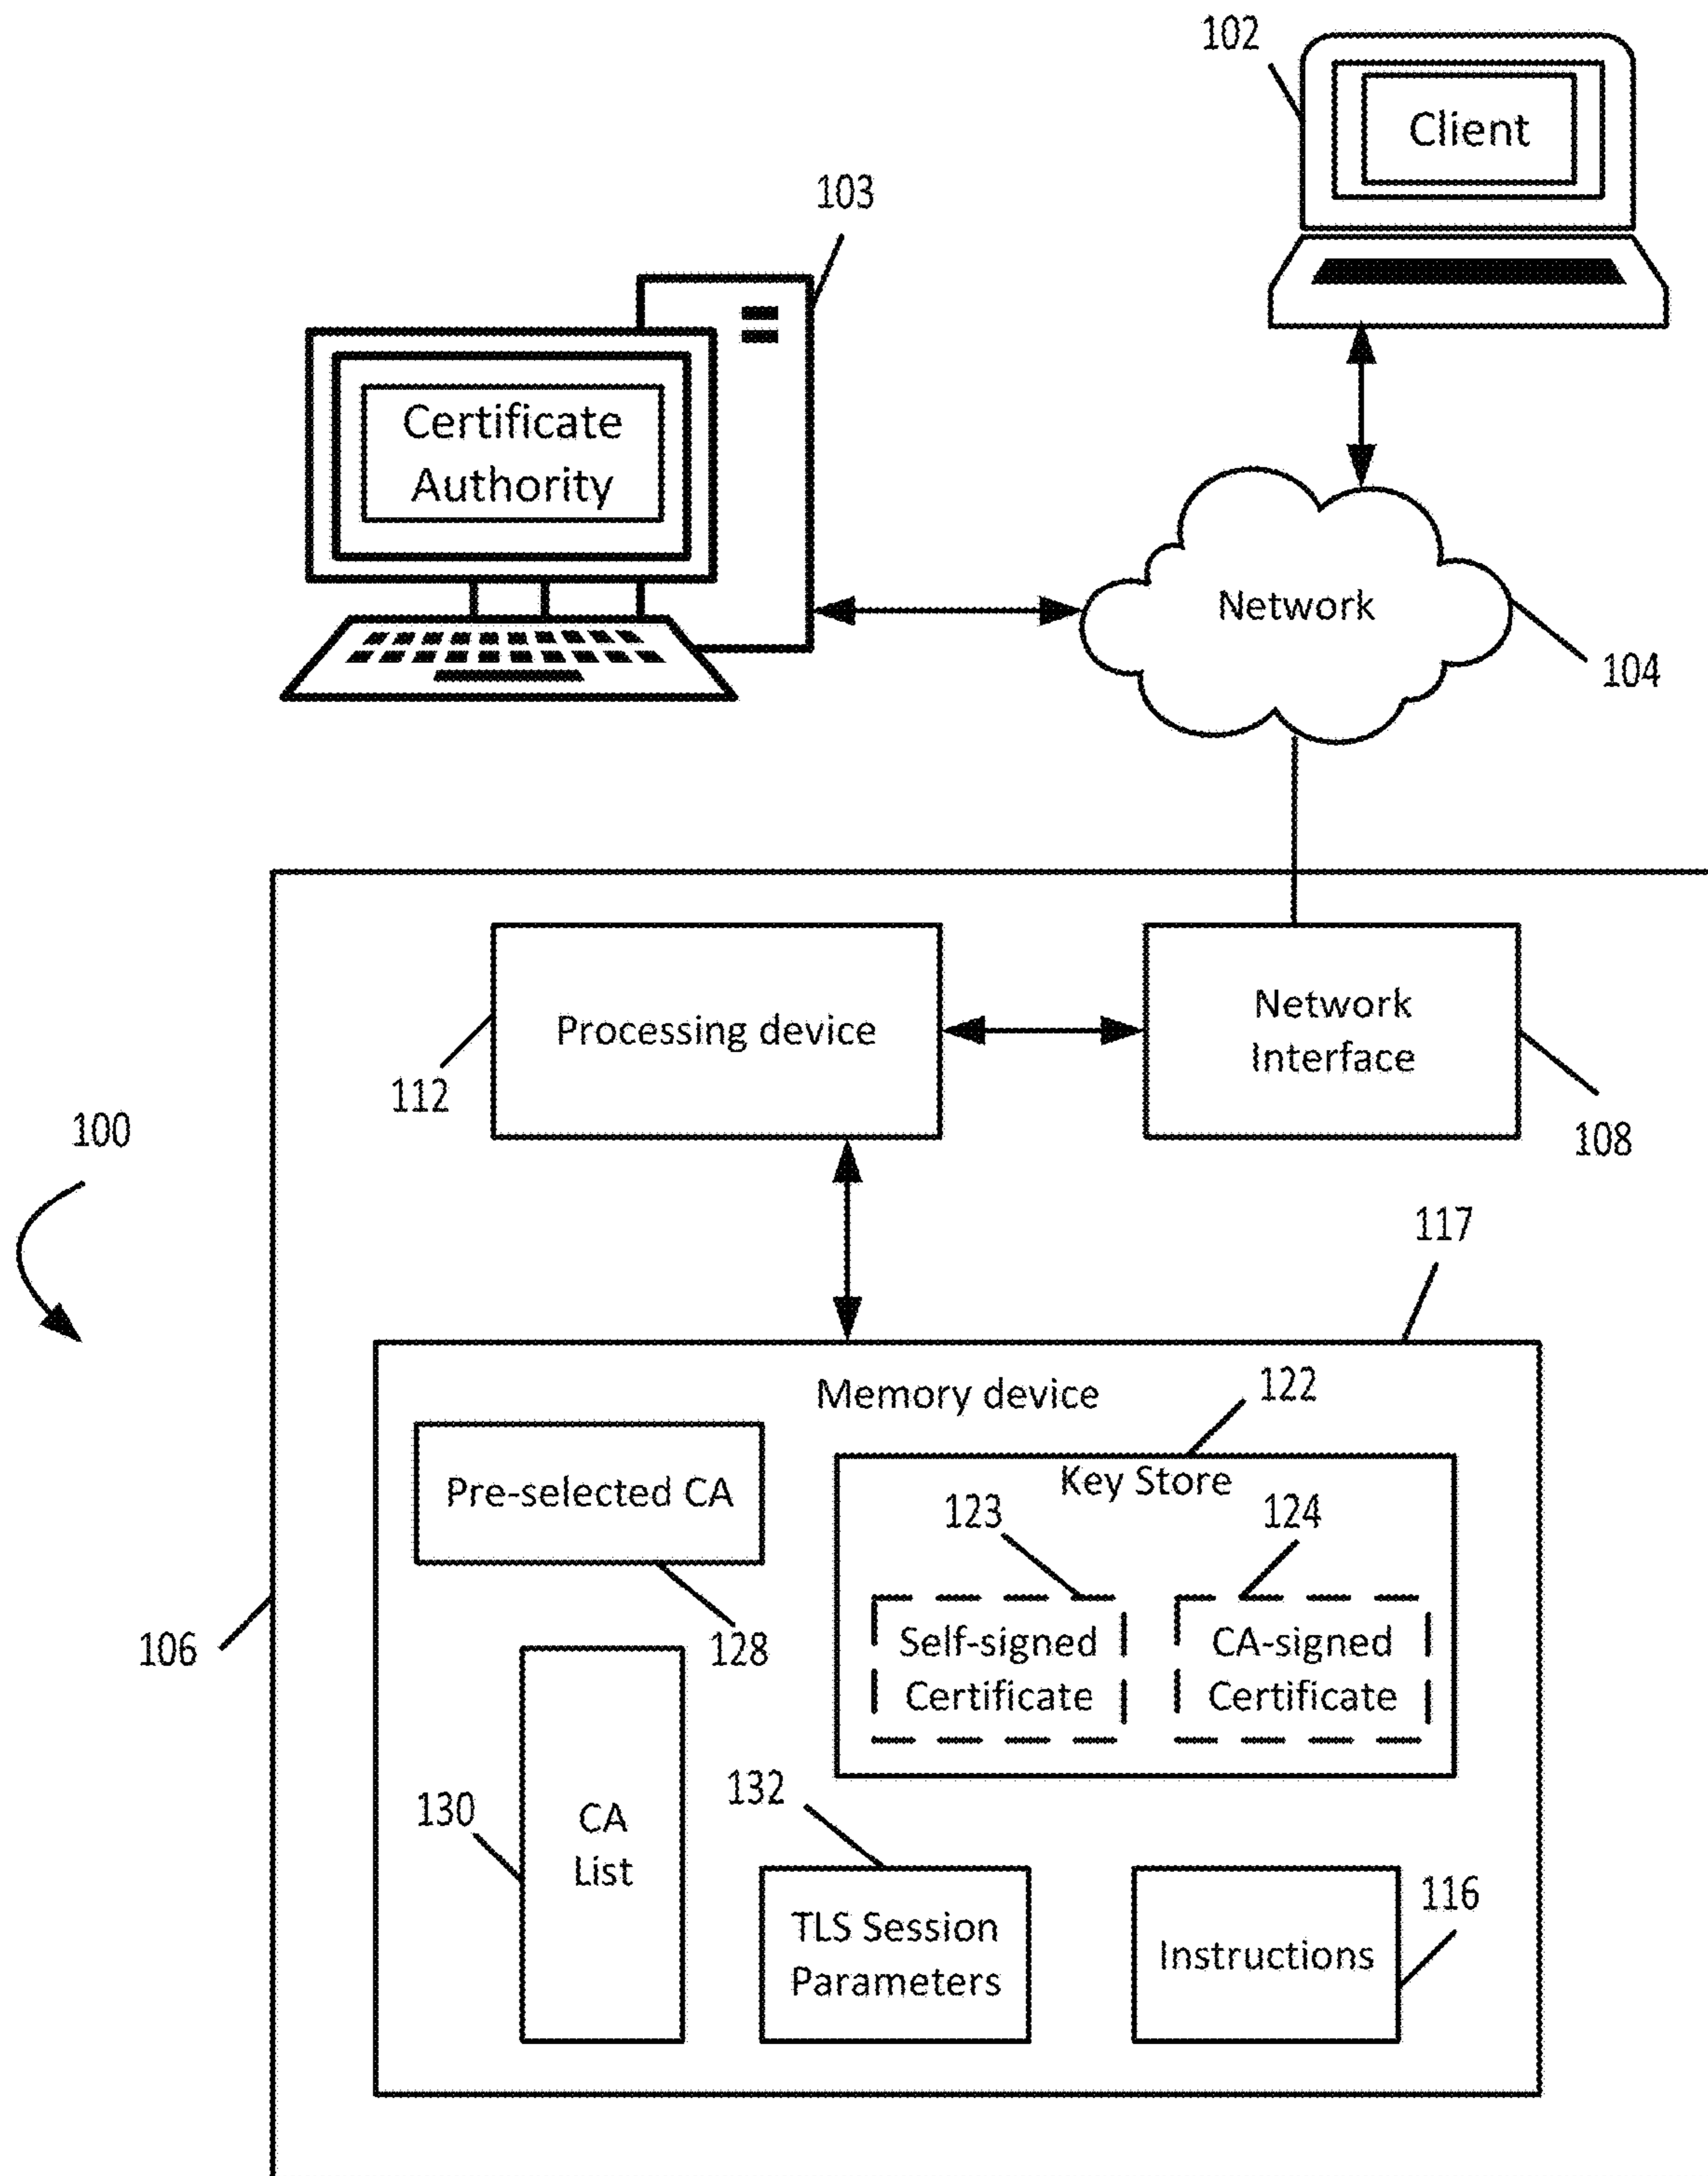 102
Client
103
Certificate
Authority
Network
104
Processing device
Network
Interface
112
108
100
117
Memory device
122
Pre-selected CA
Key Store
123
124
Self-signed
Certificate
CA-signed
Certificate
106
128
130
CA
List
132
TLS Session
Parameters
Instructions
116